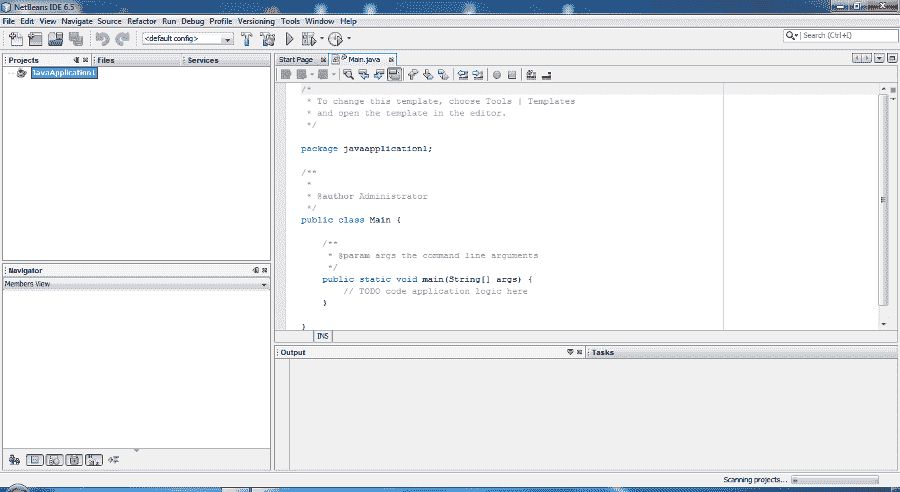 NetBeans IDE 6.5
File Edit View Navigate Source Refactor Run Debug Profile Versioning Tools Window Help
<default config>
Search (Ctrl+I)
Projects
Files
Services
JavaApplication1
Start Page
Main.java
/*
 * To change this template, choose Tools | Templates
 * and open the template in the editor.
 */
package javaapplication1;
/**
 *
 * @author Administrator
 */
public class Main {
/**
 * @param args the command line arguments
 */
public static void main(String[] args) {
// TODO code application logic here
}
}
INS
Navigator
Members View
Output
Tasks
Scanning projects...